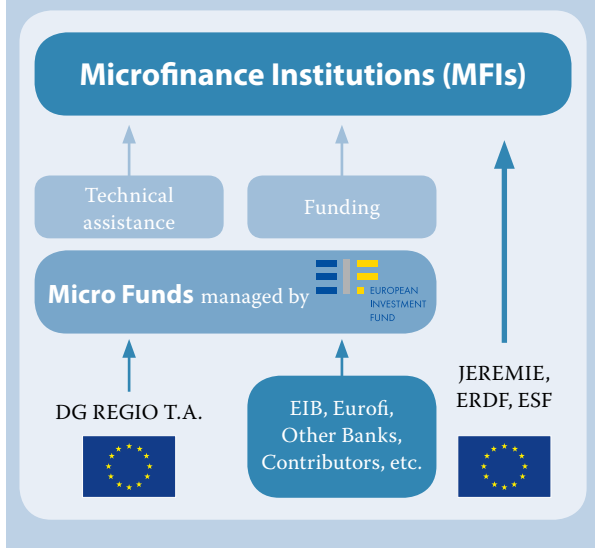 Microfinance Institutions (MFIs)
Technical
assistance
Funding
Micro Funds managed by
EUROPEAN
INVESTMENT
FUND
DG REGIO T.A.
EIB, Eurofi,
Other Banks,
Contributors, etc.
JEREMIE,
ERDF, ESF